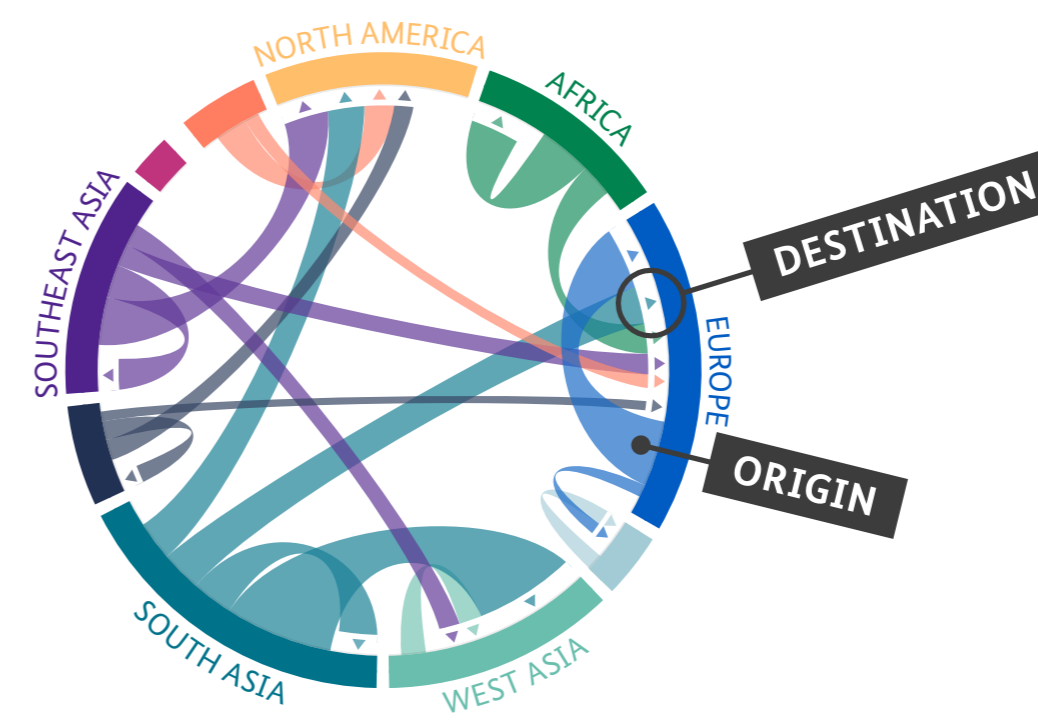 NORTH AMERICA
AFRICA
SOUTHEAST ASIA
DESTINATION
EUROPE
ORIGIN
SOUTH ASIA
WEST ASIA